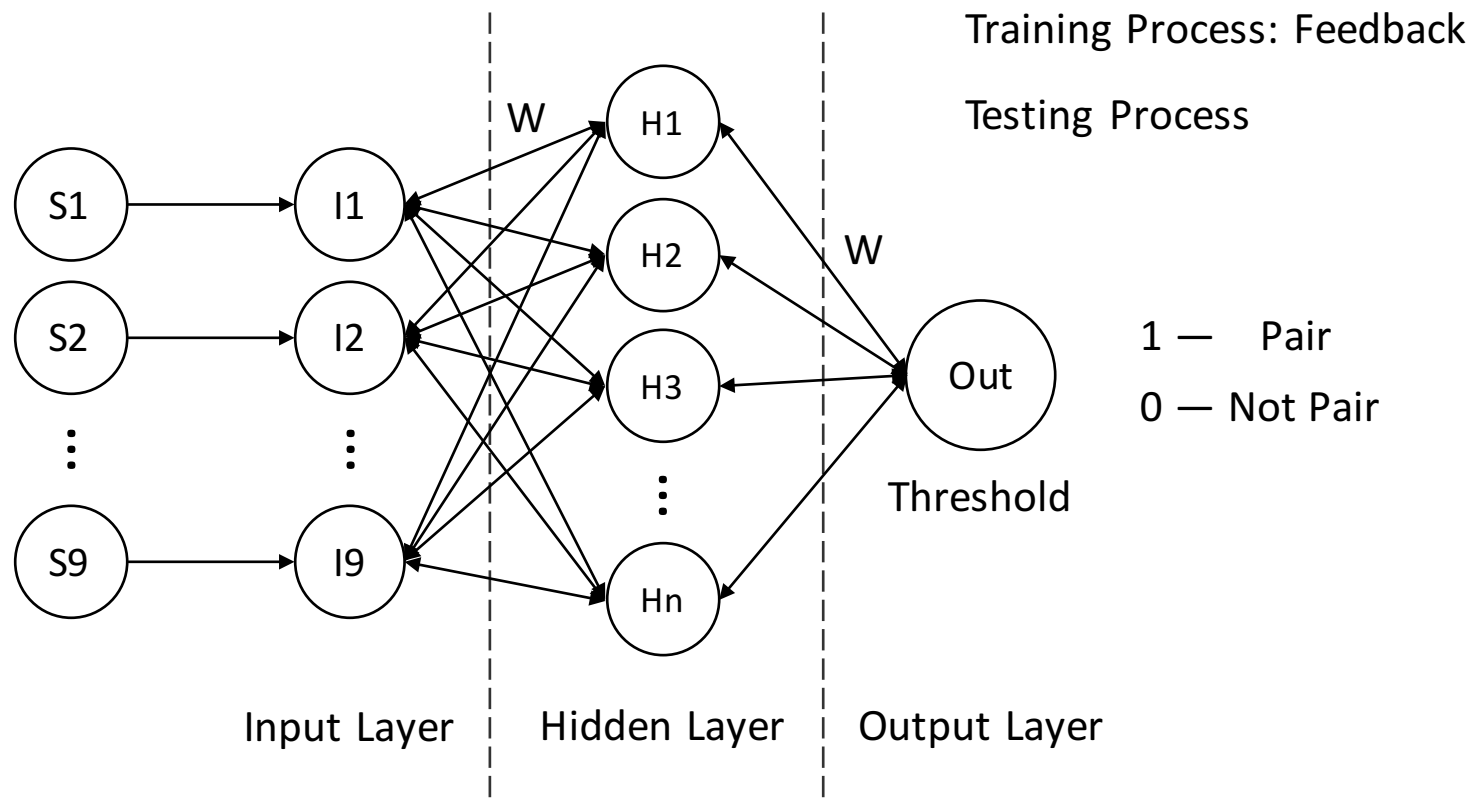 Training Process: Feedback
Testing Process
W
H1
S1
I1
H2
W
S2
I2
H3
Out
1 — Pair
0 — Not Pair
Threshold
S9
I9
Hn
Input Layer
Hidden Layer
Output Layer